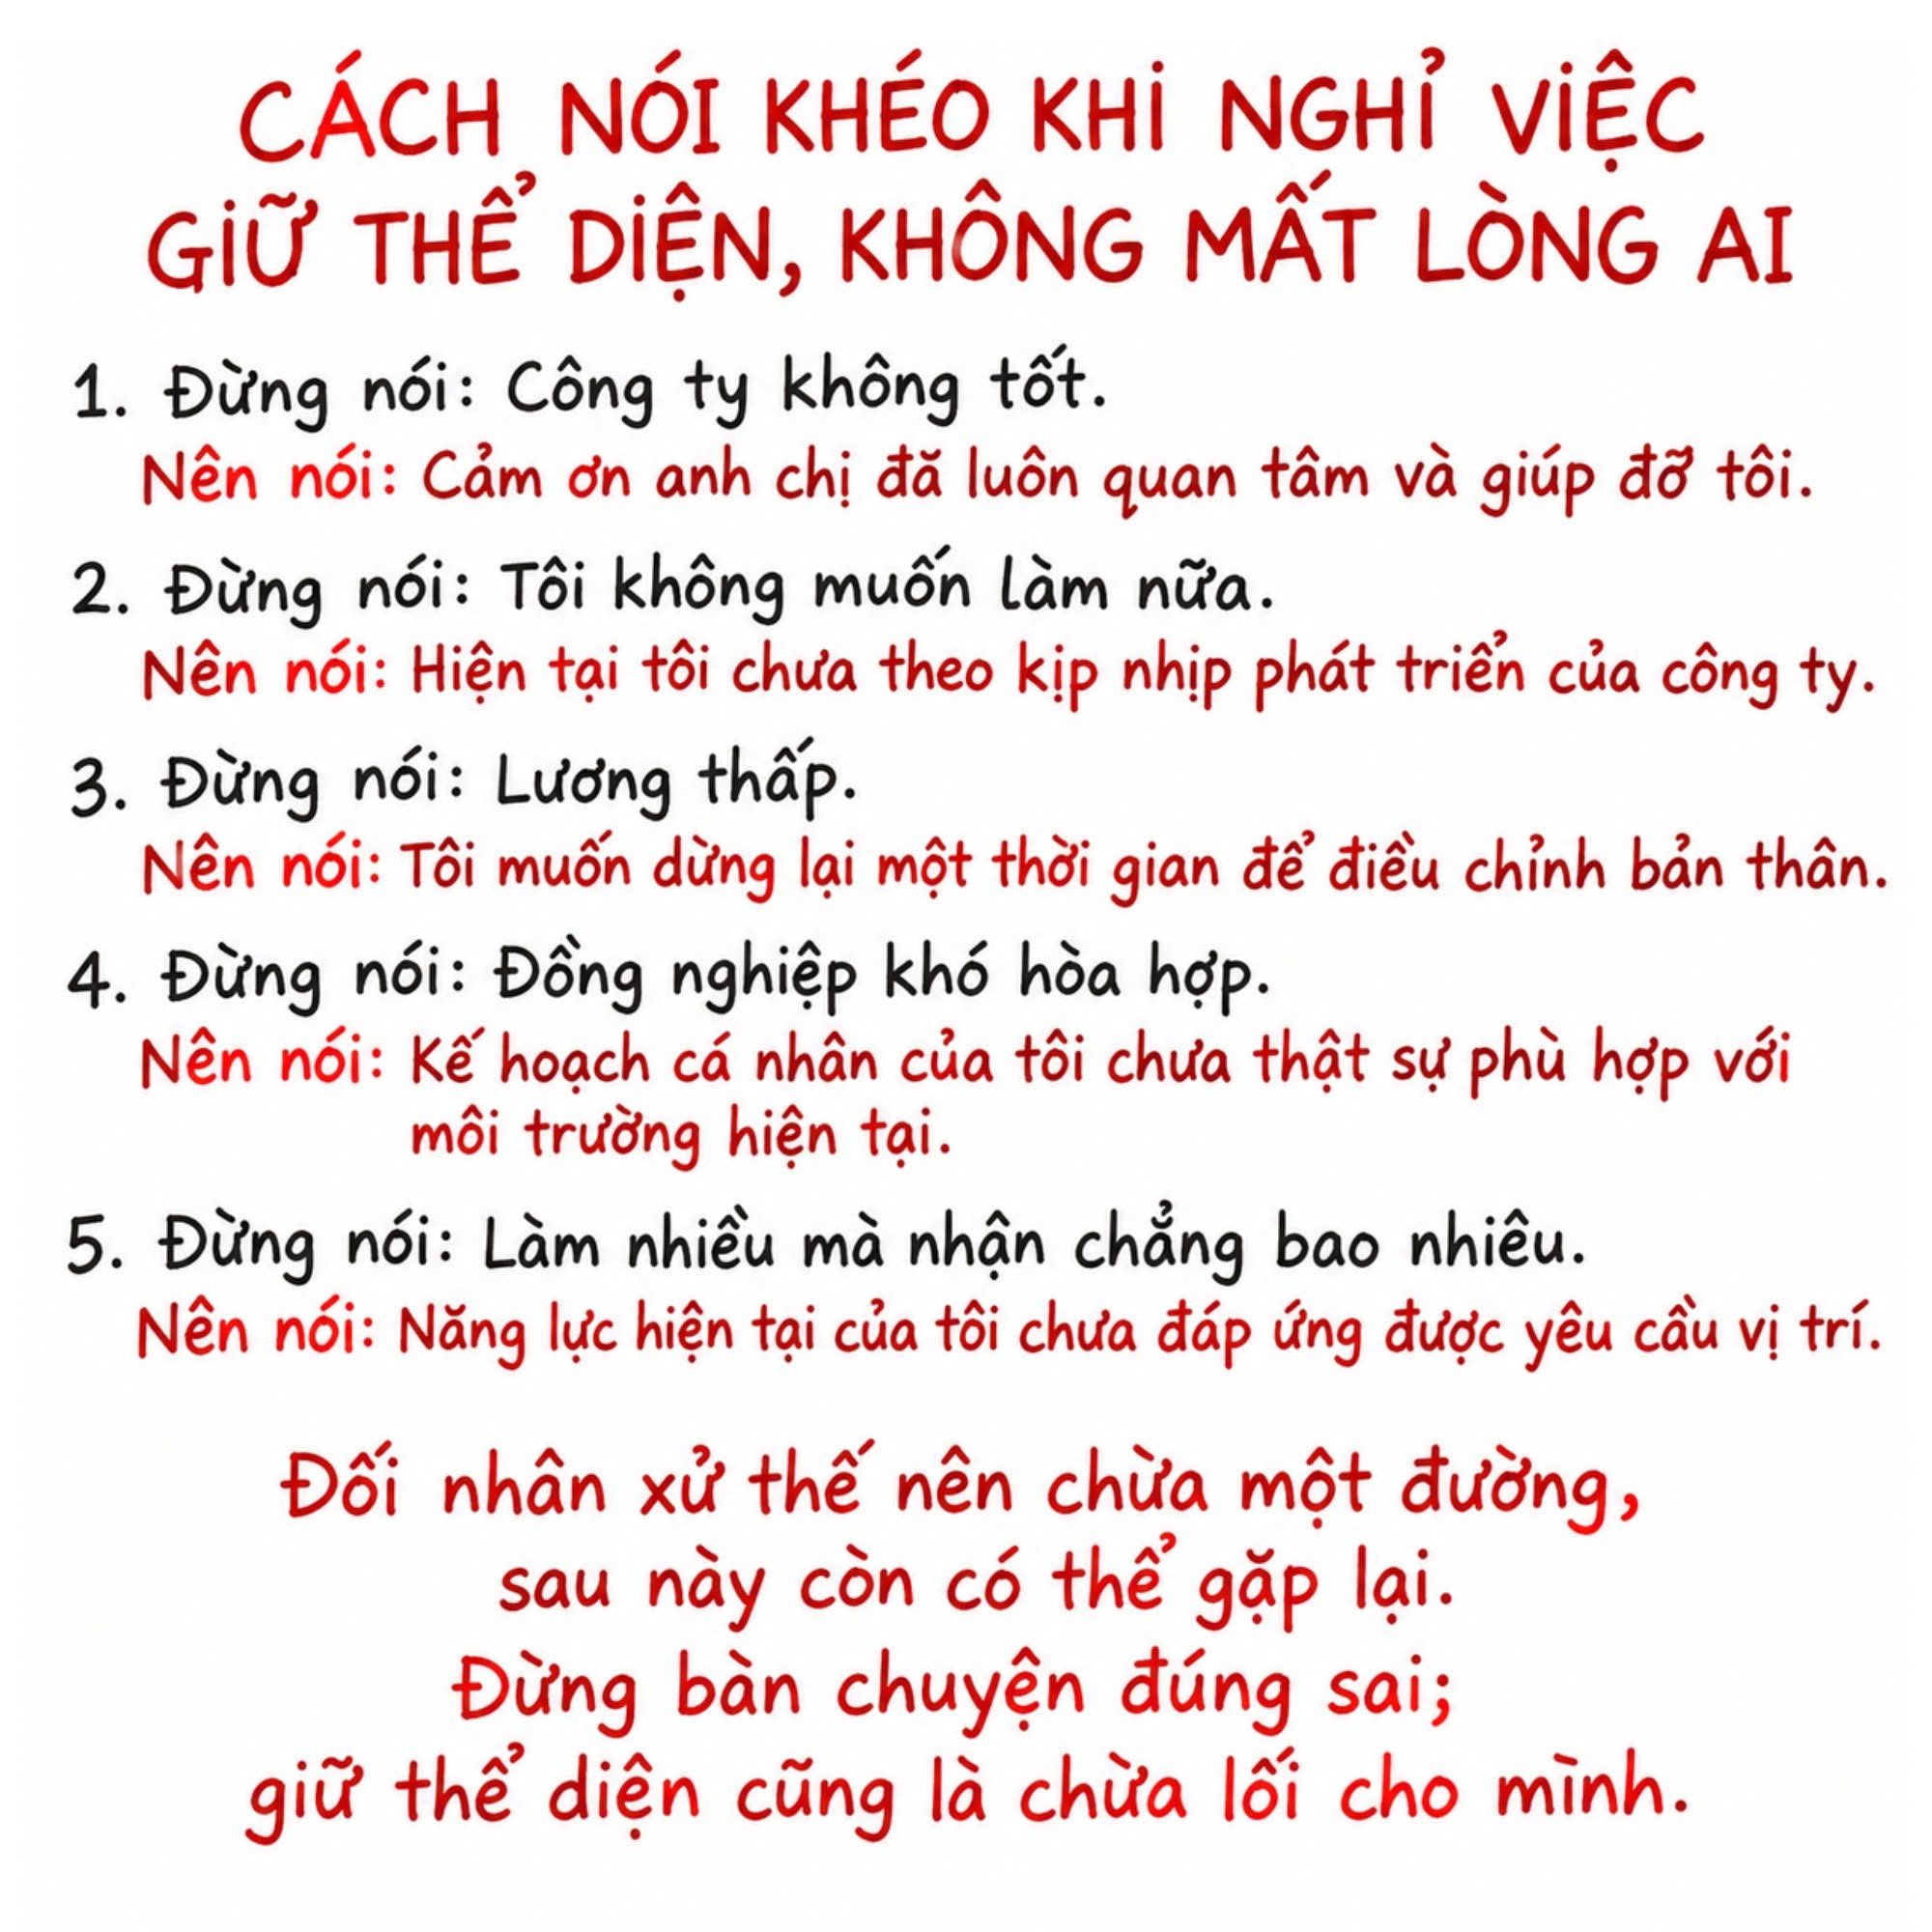 CÁCH NÓI KHÉO KHI NGHỈ VIỆC
GIỮ THỂ DIỆN, KHÔNG MẤT LÒNG AI
1. Đừng nói: Công ty không tốt.
Nên nói: Cảm ơn anh chị đã luôn quan tâm và giúp đỡ tôi.
2. Đừng nói: Tôi không muốn làm nữa.
Nên nói: Hiện tại tôi chưa theo kịp nhịp phát triển của công ty.
3. Đừng nói: Lương thấp.
Nên nói: Tôi muốn dừng lại một thời gian để điều chỉnh bản thân.
4. Đừng nói: Đồng nghiệp khó hòa hợp.
Nên nói: Kế hoạch cá nhân của tôi chưa thật sự phù hợp với
môi trường hiện tại.
5. Đừng nói: Làm nhiều mà nhận chẳng bao nhiêu.
Nên nói: Năng lực hiện tại của tôi chưa đáp ứng được yêu cầu vị trí.
Đối nhân xử thế nên chừa một đường,
sau này còn có thể gặp lại.
Đừng bàn chuyện đúng sai;
giữ thể diện cũng là chừa lối cho mình.